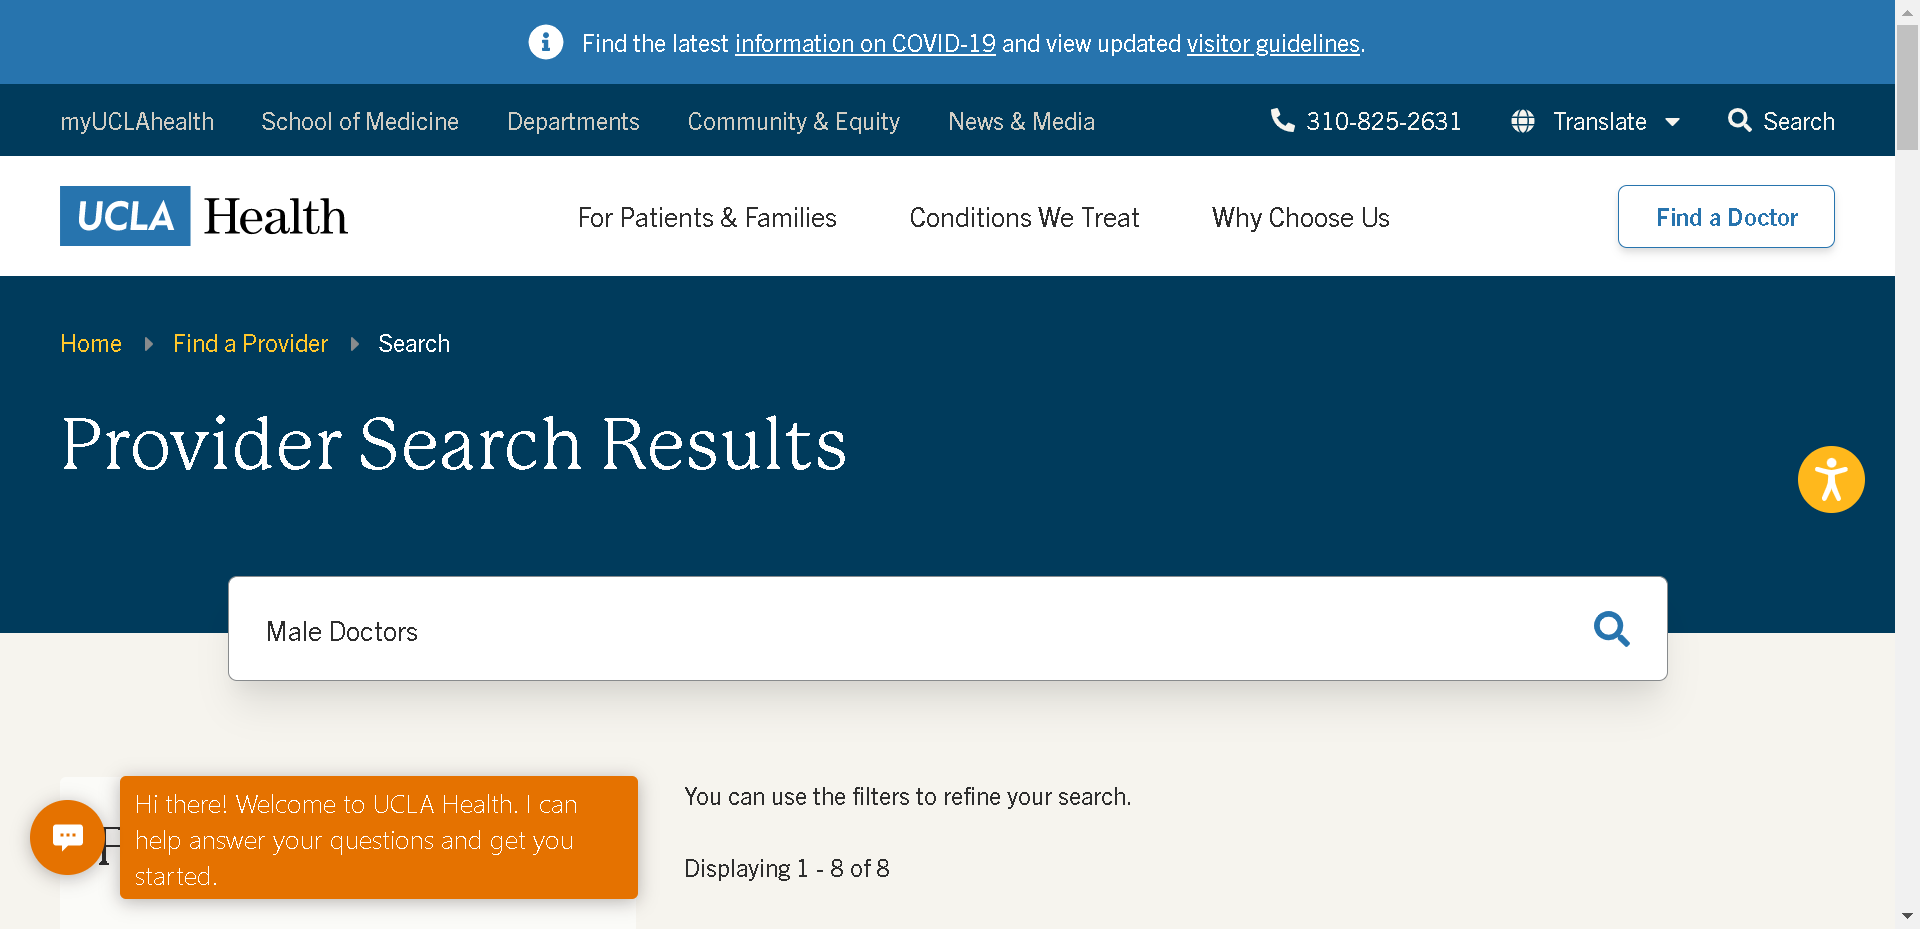 Find the latest information on COVID-19 and view updated visitor guidelines.
myUCLAhealth School of Medicine Departments Community & Equity News & Media 310-825-2631 Translate Search
UCLA Health For Patients & Families Conditions We Treat Why Choose Us Find a Doctor
Home Find a Provider Search
Provider Search Results
Male Doctors
Hi there! Welcome to UCLA Health. I can
help answer your questions and get you
started.
You can use the filters to refine your search.
Displaying 1 - 8 of 8